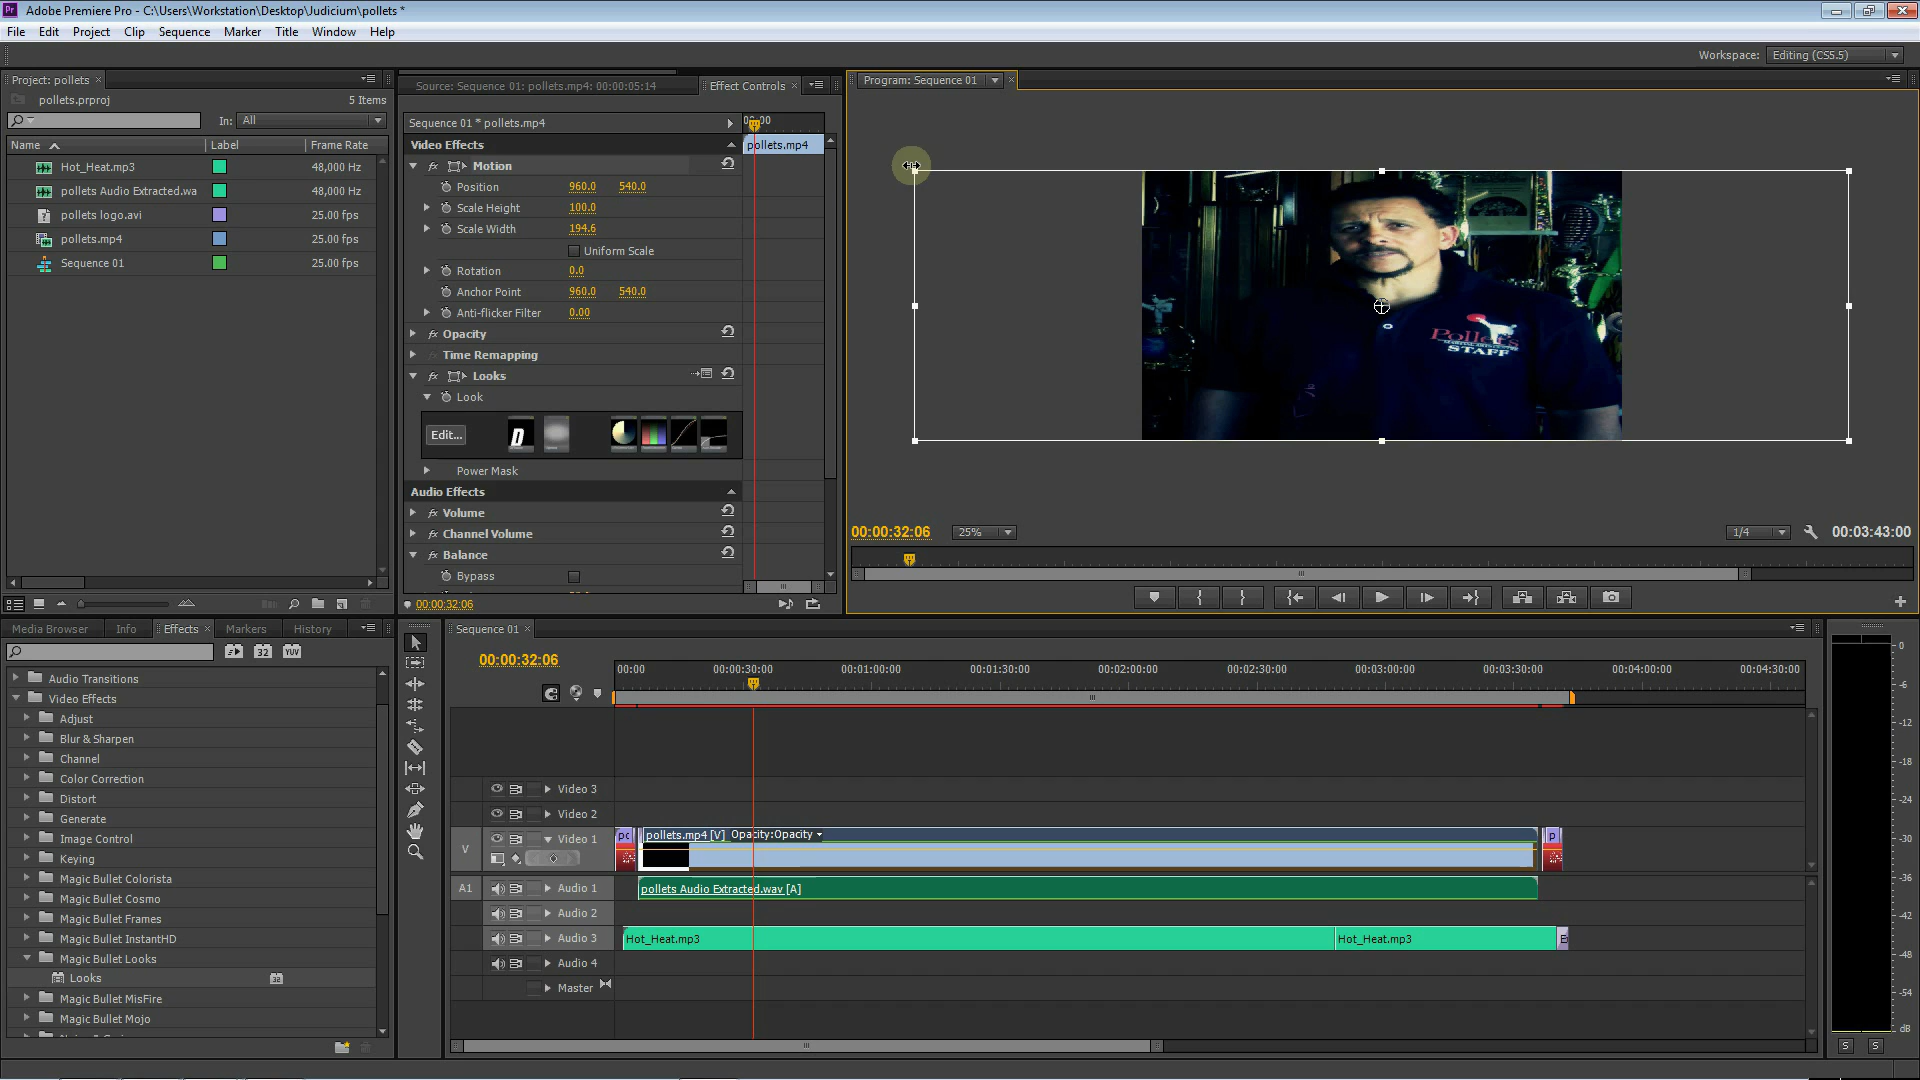 Adobe Premiere Pro - C:\Users\Workstation\Desktop\Judicium\pollets *
File Edit Project Clip Sequence Marker Title Window Help
Workspace: Editing (CS5.5)
Project: pollets
pollets.prproj 5 Items
In: All
Name Label Frame Rate
Hot_Heat.mp3 48,000 Hz
pollets Audio Extracted.wa 48,000 Hz
pollets logo.avi 25.00 fps
pollets.mp4 25.00 fps
Sequence 01 25.00 fps
Source: Sequence 01: pollets.mp4: 00:00:05:14 Effect Controls
Sequence 01 * pollets.mp4
Video Effects
pollets.mp4
fx Motion
Position 960.0 540.0
Scale Height 100.0
Scale Width 194.6
Uniform Scale
Rotation 0.0
Anchor Point 960.0 540.0
Anti-flicker Filter 0.00
fx Opacity
Time Remapping
fx Looks
Look
Edit...
Power Mask
Audio Effects
fx Volume
fx Channel Volume
fx Balance
Bypass
00:00:32:06
Program: Sequence 01
Pollets
STAFF
00:00:32:06 25% 1/4 00:03:43:00
Media Browser Info Effects Markers History
32 YUV
Audio Transitions
Video Effects
Adjust
Blur & Sharpen
Channel
Color Correction
Distort
Generate
Image Control
Keying
Magic Bullet Colorista
Magic Bullet Cosmo
Magic Bullet Frames
Magic Bullet InstantHD
Magic Bullet Looks
Looks 32
Magic Bullet MisFire
Magic Bullet Mojo
Sequence 01
00:00:32:06
00:00 00:00:30:00 00:01:00:00 00:01:30:00 00:02:00:00 00:02:30:00 00:03:00:00 00:03:30:00 00:04:00:00 00:04:30:00
Video 3
Video 2
V Video 1 pc pollets.mp4 [V] Opacity:Opacity p
A1 Audio 1 pollets Audio Extracted.wav [A]
Audio 2
Audio 3 Hot_Heat.mp3 Hot_Heat.mp3 E
Audio 4
Master
0
-6
-12
-18
-24
-30
-36
-42
-48
-54
dB
S S